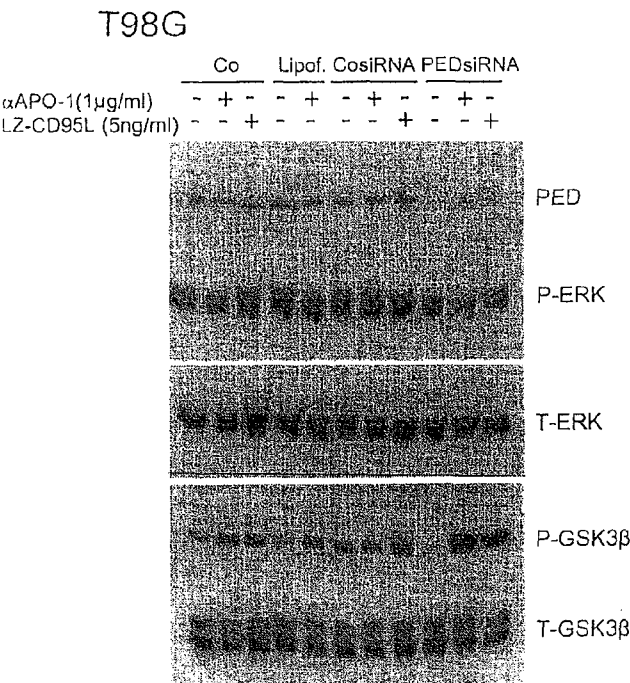 T98G
Co Lipof. CosiRNA PEDsiRNA
αAPO-1(1µg/ml) - + - - + - + - - + -
LZ-CD95L (5ng/ml) - - + - - - - + - - +
PED
P-ERK
T-ERK
P-GSK3β
T-GSK3β